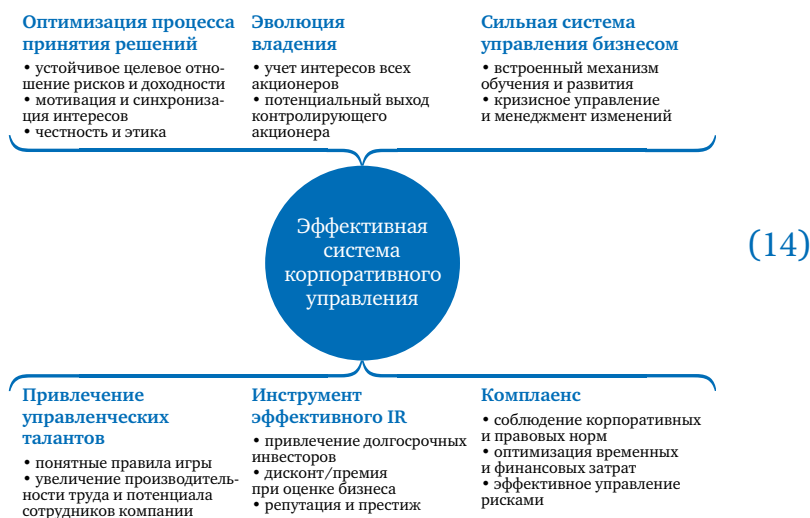 Оптимизация процесса
принятия решений
• устойчивое целевое отно-
шение рисков и доходности
• мотивация и синхрониза-
ция интересов
• честность и этика
Эволюция
владения
• учет интересов всех
акционеров
• потенциальный выход
контролирующего
акционера
Сильная система
управления бизнесом
• встроенный механизм
обучения и развития
• кризисное управление
и менеджмент изменений
Эффективная
система
корпоративного
управления
(14)
Привлечение
управленческих
талантов
• понятные правила игры
• увеличение производитель-
ности труда и потенциала
сотрудников компании
Инструмент
эффективного IR
• привлечение долгосрочных
инвесторов
• дисконт/премия
при оценке бизнеса
• репутация и престиж
Комплаенс
• соблюдение корпоративных
и правовых норм
• оптимизация временных
и финансовых затрат
• эффективное управление
рисками